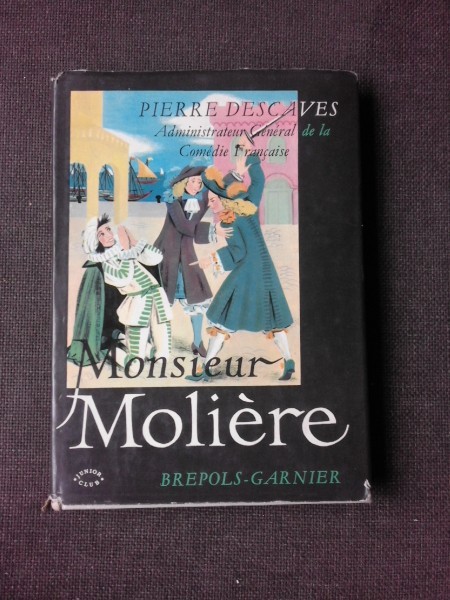 PIERRE DESCAVES
Administrateur Général de la
Comédie Française
Monsieur
Molière
JUNIOR
CLUB
BREPOLS-GARNIER